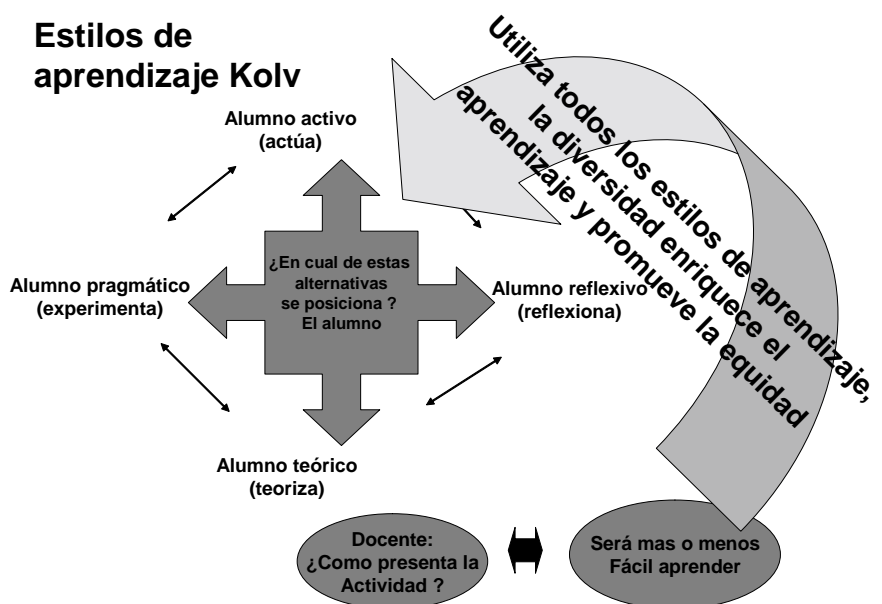 Estilos de
aprendizaje Kolv
Alumno activo
(actúa)
Utiliza todos los estilos de aprendizaje,
la diversidad enriquece el
aprendizaje y promueve la equidad
Alumno pragmático
(experimenta)
¿En cual de estas
alternativas
se posiciona ?
El alumno
Alumno reflexivo
(reflexiona)
Alumno teórico
(teoriza)
Docente:
¿Como presenta la
Actividad ?
Será mas o menos
Fácil aprender